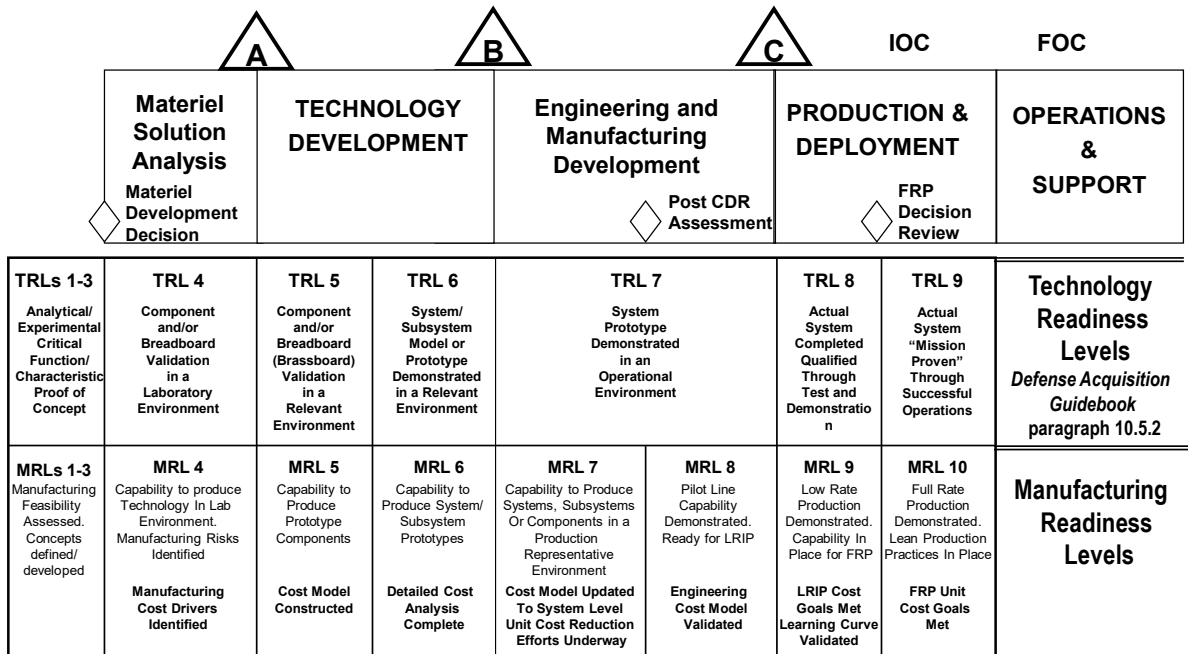 A
B
C
IOC
FOC
Materiel
Solution
Analysis
Materiel
Development
Decision
TECHNOLOGY
DEVELOPMENT
Engineering and
Manufacturing
Development
Post CDR
Assessment
PRODUCTION &
DEPLOYMENT
FRP
Decision
Review
OPERATIONS
&
SUPPORT
TRLs 1-3
Analytical/
Experimental
Critical
Function/
Characteristic
Proof of
Concept
TRL 4
Component
and/or
Breadboard
Validation
in a
Laboratory
Environment
TRL 5
Component
and/or
Breadboard
(Brassboard)
Validation
in a
Relevant
Environment
TRL 6
System/
Subsystem
Model or
Prototype
Demonstrated
in a Relevant
Environment
TRL 7
System
Prototype
Demonstrated
in an
Operational
Environment
TRL 8
Actual
System
Completed
Qualified
Through
Test and
Demonstratio
n
TRL 9
Actual
System
“Mission
Proven”
Through
Successful
Operations
Technology
Readiness
Levels
Defense Acquisition
Guidebook
paragraph 10.5.2
MRLs 1-3
Manufacturing
Feasibility
Assessed.
Concepts
defined/
developed
MRL 4
Capability to produce
Technology In Lab
Environment.
Manufacturing Risks
Identified
Manufacturing
Cost Drivers
Identified
MRL 5
Capability to
Produce
Prototype
Components
Cost Model
Constructed
MRL 6
Capability to
Produce System/
Subsystem
Prototypes
Detailed Cost
Analysis
Complete
MRL 7
Capability to Produce
Systems, Subsystems
Or Components in a
Production
Representative
Environment
Cost Model Updated
To System Level
Unit Cost Reduction
Efforts Underway
MRL 8
Pilot Line
Capability
Demonstrated.
Ready for LRIP
Engineering
Cost Model
Validated
MRL 9
Low Rate
Production
Demonstrated.
Capability In
Place for FRP
LRIP Cost
Goals Met
Learning Curve
Validated
MRL 10
Full Rate
Production
Demonstrated.
Lean Production
Practices In Place
FRP Unit
Cost Goals
Met
Manufacturing
Readiness
Levels